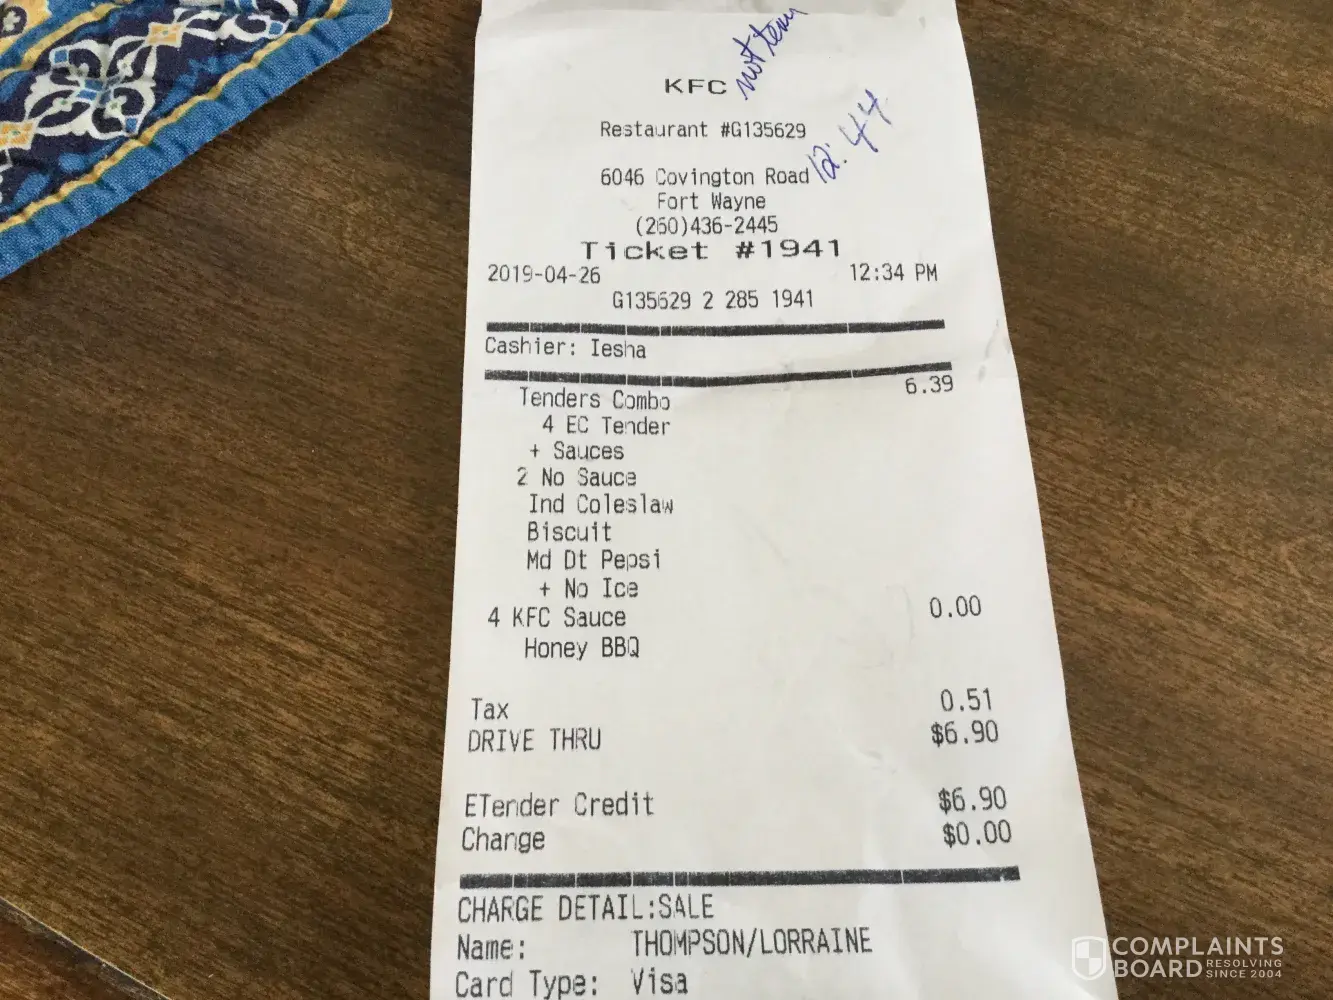 not
KFC
Restaurant #G135629
12:44
6046 Covington Road
Fort Wayne
(260)436-2445
Ticket #1941
2019-04-26 12:34 PM
G135629 2 285 1941
Cashier: Iesha
Tenders Combo 6.39
4 EC Tender
+ Sauces
2 No Sauce
Ind Coleslaw
Biscuit
Md Dt Pepsi
+ No Ice
4 KFC Sauce 0.00
Honey BBQ
Tax 0.51
DRIVE THRU $6.90
ETender Credit $6.90
Change $0.00
CHARGE DETAIL:SALE
Name: THOMPSON/LORRAINE
Card Type: Visa
COMPLAINTS
BOARD RESOLVING
SINCE 2004